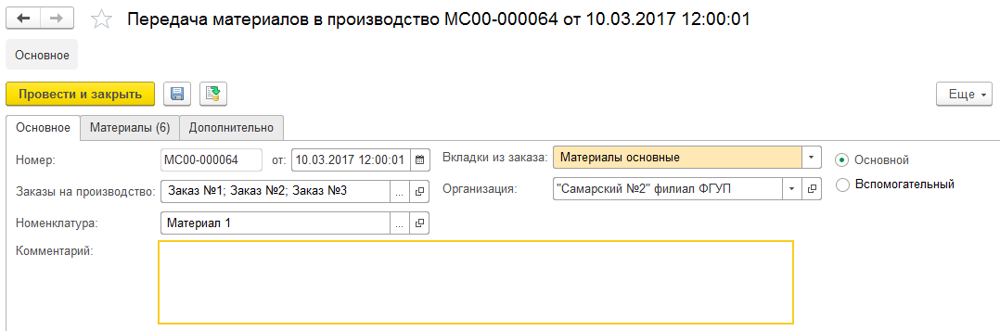 Передача материалов в производство МС00-000064 от 10.03.2017 12:00:01
Основное
Провести и закрыть
Еще
Основное Материалы (6) Дополнительно
Номер: МС00-000064 от: 10.03.2017 12:00:01 Вкладки из заказа: Материалы основные Основной
Заказы на производство: Заказ №1; Заказ №2; Заказ №3 ... Организация: "Самарский №2" филиал ФГУП Вспомогательный
Номенклатура: Материал 1 ...
Комментарий: